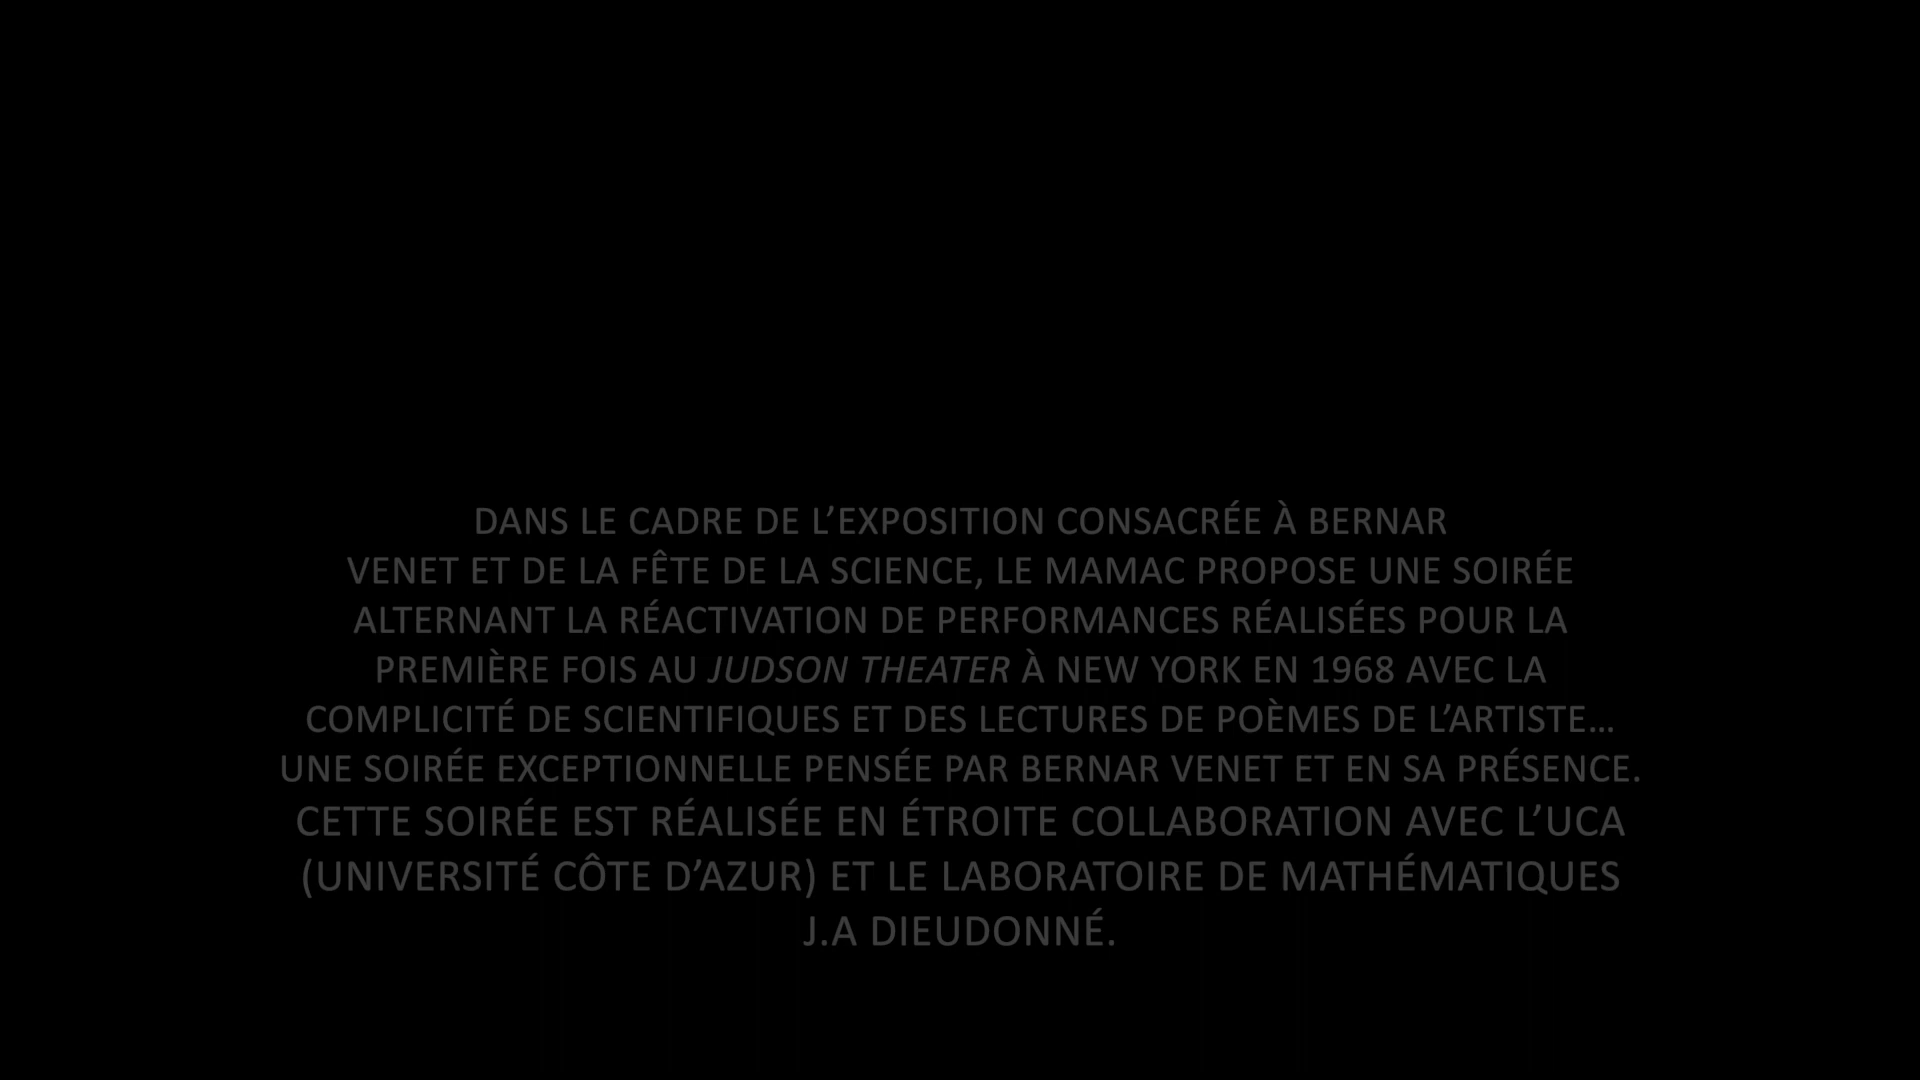 DANS LE CADRE DE L’EXPOSITION CONSACRÉE À BERNAR
VENET ET DE LA FÊTE DE LA SCIENCE, LE MAMAC PROPOSE UNE SOIRÉE
ALTERNANT LA RÉACTIVATION DE PERFORMANCES RÉALISÉES POUR LA
PREMIÈRE FOIS AU JUDSON THEATER À NEW YORK EN 1968 AVEC LA
COMPLICITÉ DE SCIENTIFIQUES ET DES LECTURES DE POÈMES DE L’ARTISTE…
UNE SOIRÉE EXCEPTIONNELLE PENSÉE PAR BERNAR VENET ET EN SA PRÉSENCE.
CETTE SOIRÉE EST RÉALISÉE EN ÉTROITE COLLABORATION AVEC L’UCA
(UNIVERSITÉ CÔTE D’AZUR) ET LE LABORATOIRE DE MATHÉMATIQUES
J.A DIEUDONNÉ.